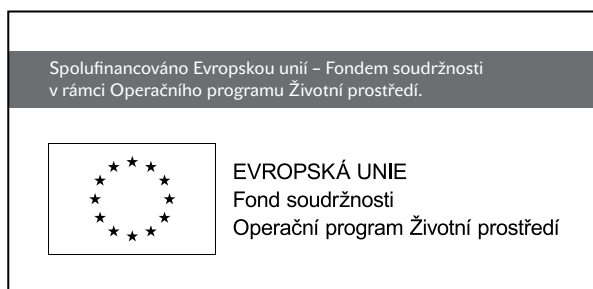 Spolufinancováno Evropskou unií – Fondem soudržnosti
v rámci Operačního programu Životní prostředí.
EVROPSKÁ UNIE
Fond soudržnosti
Operační program Životní prostředí